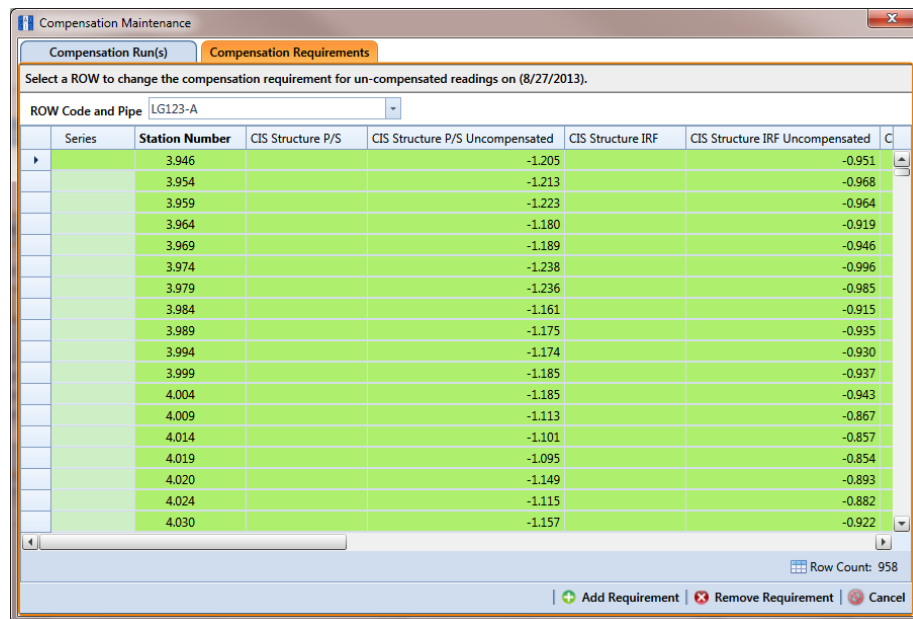 Compensation Maintenance
Compensation Run(s) Compensation Requirements
Select a ROW to change the compensation requirement for un-compensated readings on (8/27/2013).
ROW Code and Pipe LG123-A
Series Station Number CIS Structure P/S CIS Structure P/S Uncompensated CIS Structure IRF CIS Structure IRF Uncompensated C
3.946 -1.205 -0.951
3.954 -1.213 -0.968
3.959 -1.223 -0.964
3.964 -1.180 -0.919
3.969 -1.189 -0.946
3.974 -1.238 -0.996
3.979 -1.236 -0.985
3.984 -1.161 -0.915
3.989 -1.175 -0.935
3.994 -1.174 -0.930
3.999 -1.185 -0.937
4.004 -1.185 -0.943
4.009 -1.113 -0.867
4.014 -1.101 -0.857
4.019 -1.095 -0.854
4.020 -1.149 -0.893
4.024 -1.115 -0.882
4.030 -1.157 -0.922
Row Count: 958
Add Requirement Remove Requirement Cancel